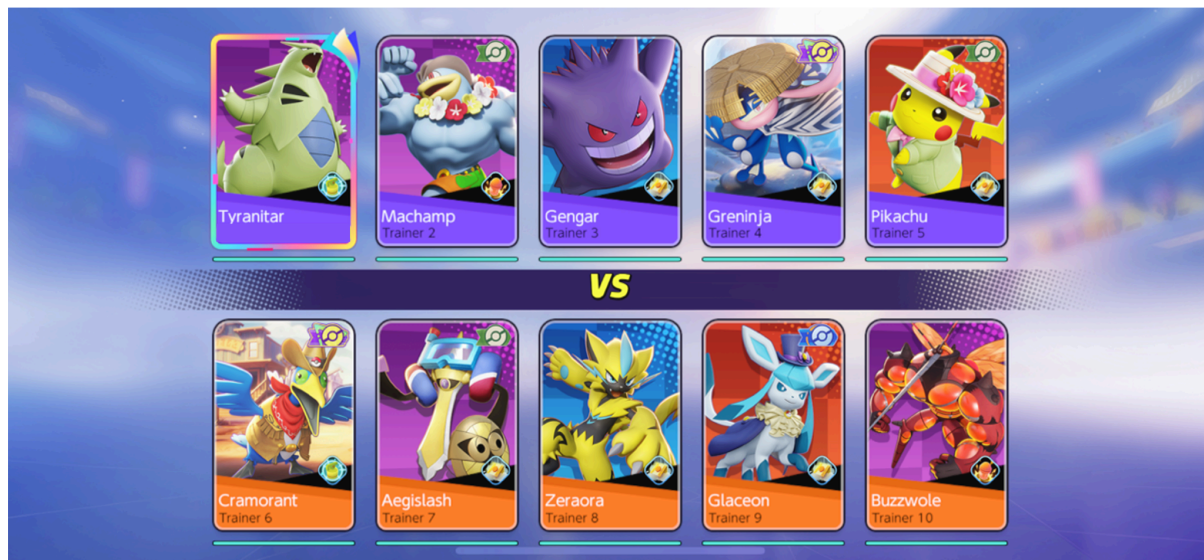 Tyranitar
Machamp
Trainer 2
Gengar
Trainer 3
Greninja
Trainer 4
Pikachu
Trainer 5
VS
Cramorant
Trainer 6
Aegislash
Trainer 7
Zeraora
Trainer 8
Glaceon
Trainer 9
Buzzwole
Trainer 10